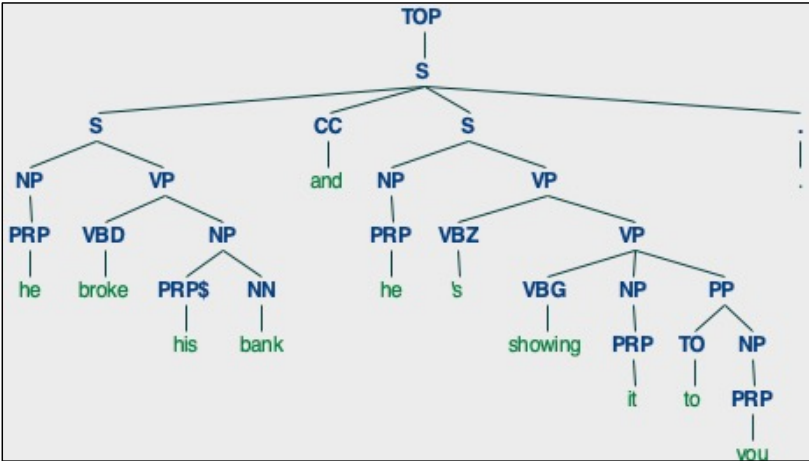 TOP
S
S CC S .
NP VP and NP VP .
PRP VBD NP PRP VBZ VP
he broke PRP$ NN he 's VBG NP PP
his bank showing PRP TO NP
it to PRP
you